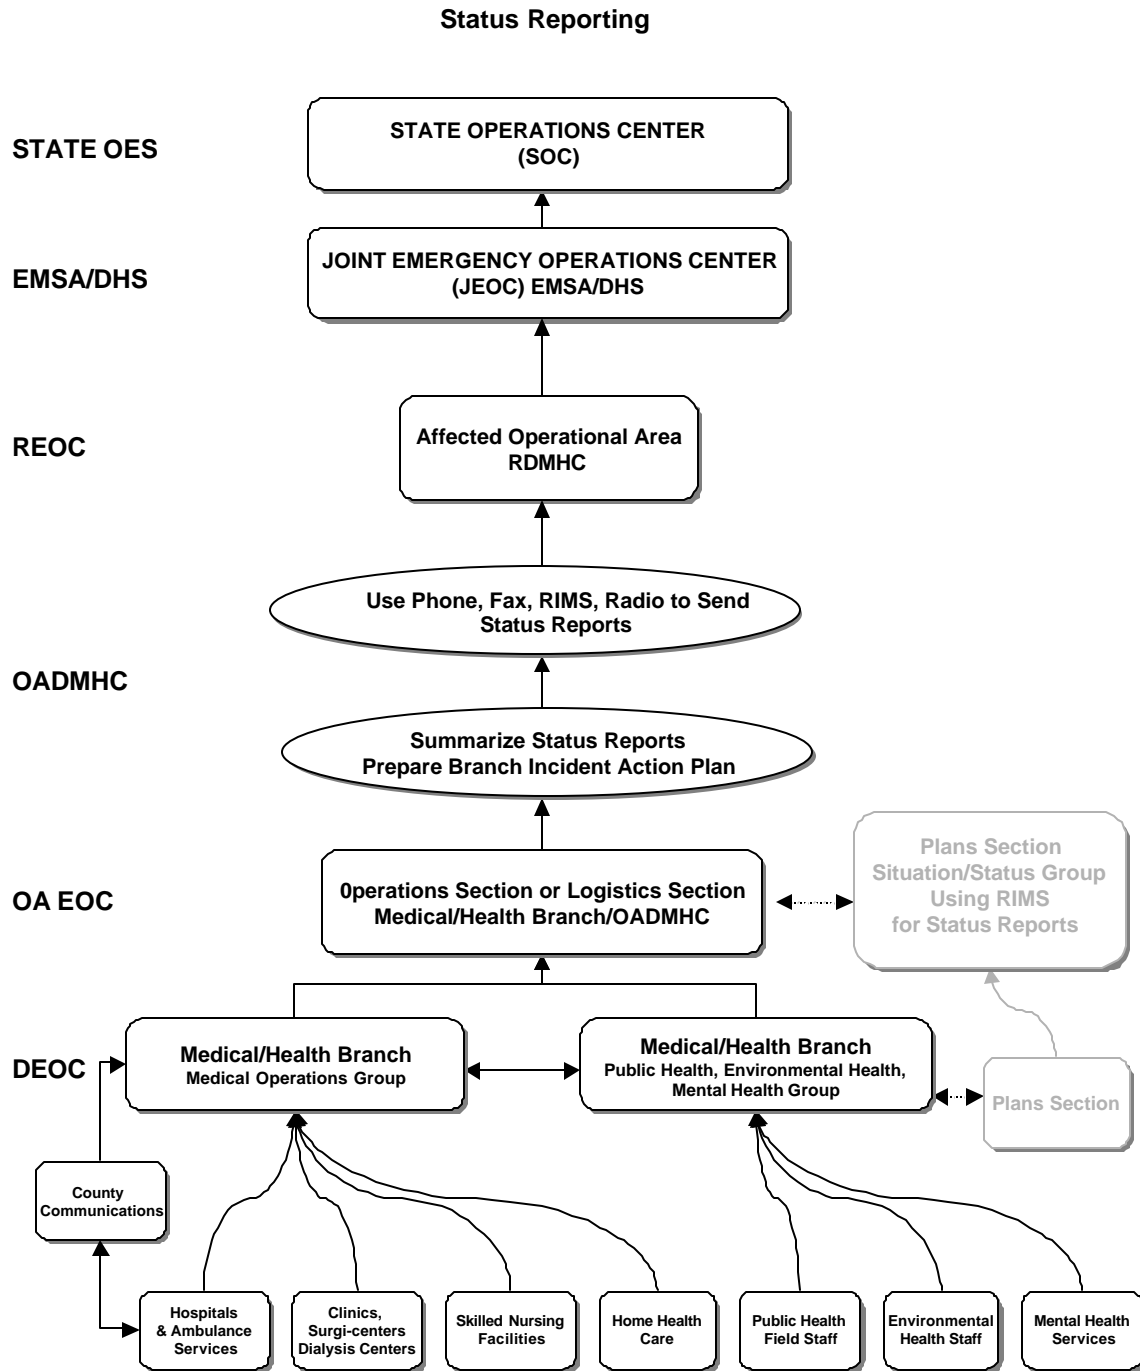 Status Reporting
STATE OES
STATE OPERATIONS CENTER
(SOC)
EMSA/DHS
JOINT EMERGENCY OPERATIONS CENTER
(JEOC) EMSA/DHS
REOC
Affected Operational Area
RDMHC
Use Phone, Fax, RIMS, Radio to Send
Status Reports
OADMHC
Summarize Status Reports
Prepare Branch Incident Action Plan
OA EOC
0perations Section or Logistics Section
Medical/Health Branch/OADMHC
Plans Section
Situation/Status Group
Using RIMS
for Status Reports
DEOC
Medical/Health Branch
Medical Operations Group
Medical/Health Branch
Public Health, Environmental Health,
Mental Health Group
Plans Section
County
Communications
Hospitals
& Ambulance
Services
Clinics,
Surgi-centers
Dialysis Centers
Skilled Nursing
Facilities
Home Health
Care
Public Health
Field Staff
Environmental
Health Staff
Mental Health
Services